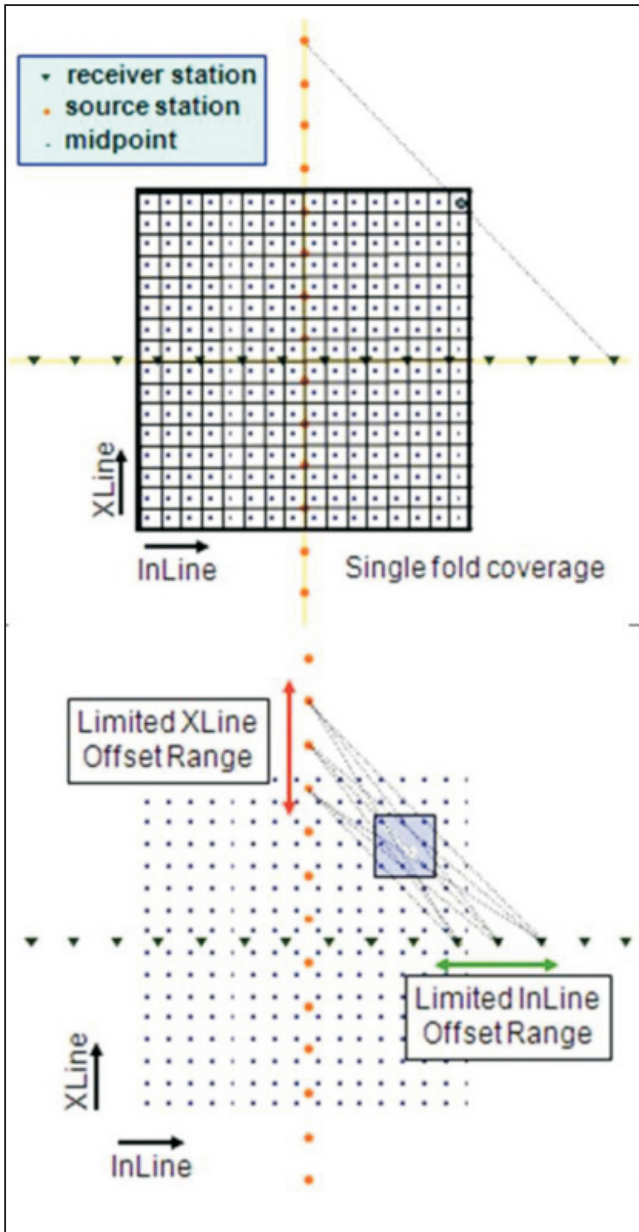 receiver station
source station
midpoint
XLine
InLine
Single fold coverage
Limited XLine
Offset Range
Limited InLine
Offset Range
XLine
InLine